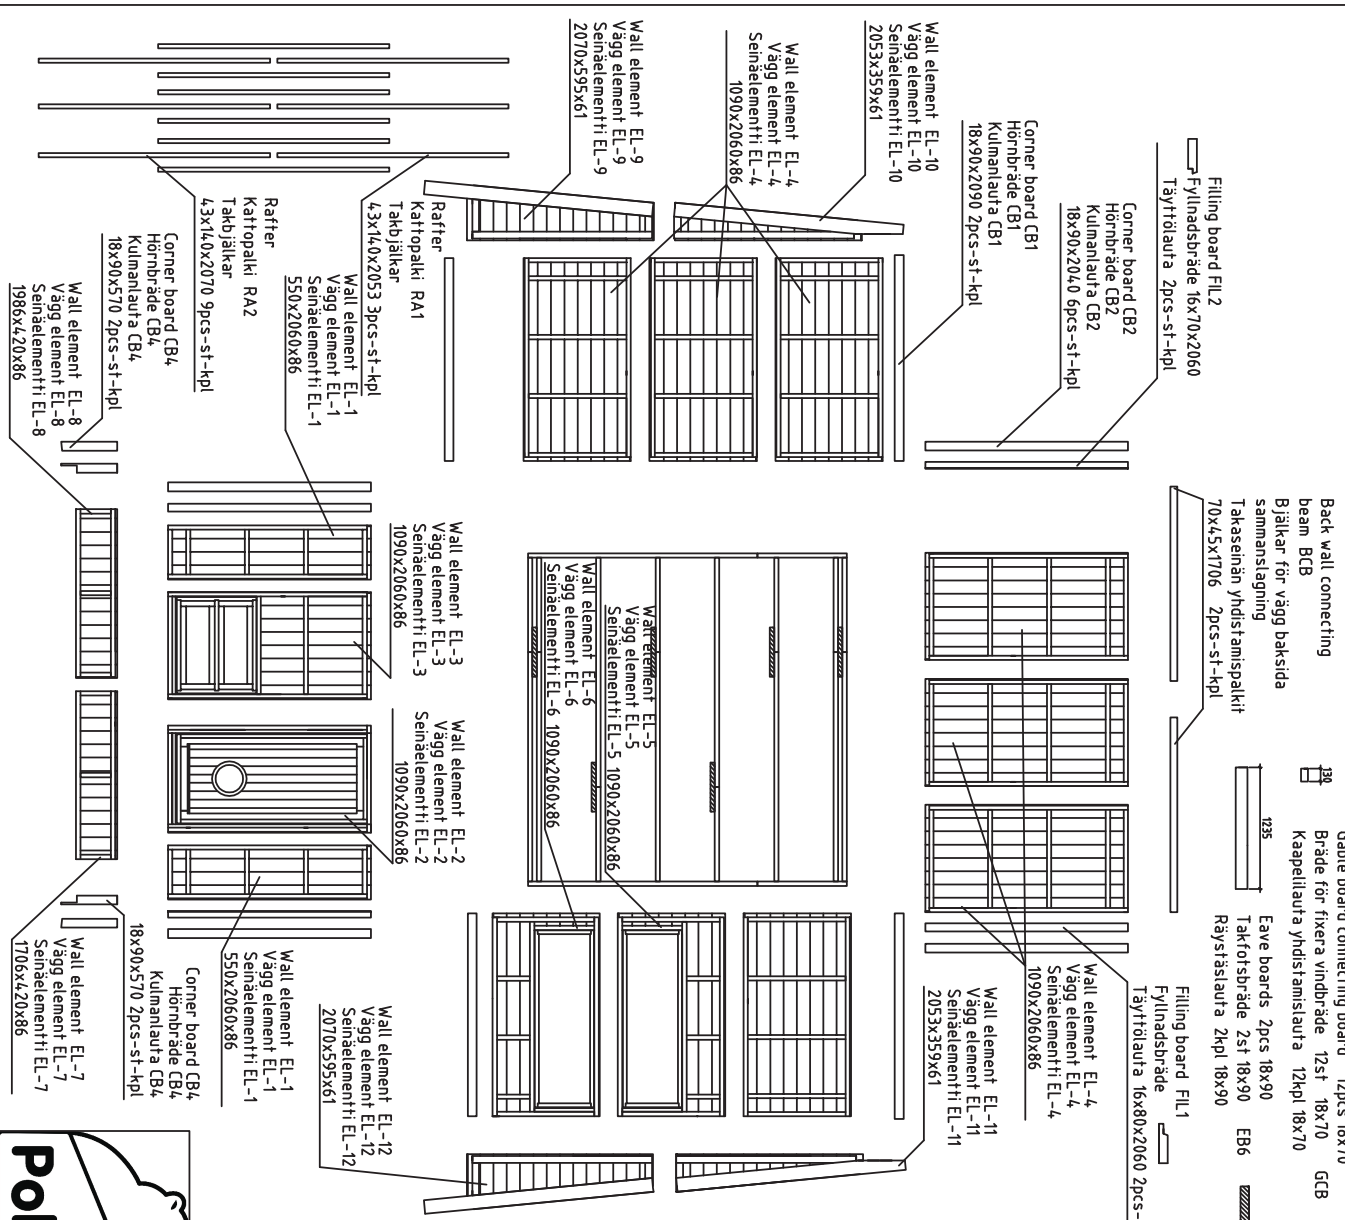 Filling board FIL2
Fyllnadsbräde 16x70x2060
Täyttölauta 2pcs-st-kpl
Corner board CB2
Hörnbräde CB2
Kulmanlauta CB2
18x90x2040 6pcs-st-kpl
Corner board CB1
Hörnbräde CB1
Kulmanlauta CB1
18x90x2090 2pcs-st-kpl
Wall element EL-10
Vägg element EL-10
Seinäelementti EL-10
2053x359x61
Wall element EL-4
Vägg element EL-4
Seinäelementti EL-4
1090x2060x86
Wall element EL-9
Vägg element EL-9
Seinäelementti EL-9
2070x595x61
Rafter
Kattopalki RA1
Takbjälkar
43x140x2053 3pcs-st-kpl
Rafter
Kattopalki RA2
Takbjälkar
43x140x2070 9pcs-st-kpl
Wall element EL-1
Vägg element EL-1
Seinäelementti EL-1
550x2060x86
Corner board CB4
Hörnbräde CB4
Kulmanlauta CB4
18x90x570 2pcs-st-kpl
Wall element EL-8
Vägg element EL-8
Seinäelementti EL-8
1986x420x86
Back wall connecting
beam BCB
Bjälkar för vägg baksida
sammanslagning
Takaseinän yhdistamispalkit
70x45x1706 2pcs-st-kpl
130
1235
Gable board connecting board 12pcs 18x70
Bräde för fixera vindbräde 12st 18x70 GCB
Kaapelilauta yhdistamislauta 12kpl 18x70
Eave boards 2pcs 18x90
Takfotsbräde 2st 18x90 EB6
Räystäslauta 2kpl 18x90
Wall element EL-3
Vägg element EL-3
Seinäelementti EL-3
1090x2060x86
Wall element EL-2
Vägg element EL-2
Seinäelementti EL-2
1090x2060x86
Wall element EL-5
Vägg element EL-5
Seinäelementti EL-5 1090x2060x86
Wall element EL-6
Vägg element EL-6
Seinäelementti EL-6 1090x2060x86
Filling board FIL1
Fyllnadsbräde
Täyttölauta 16x80x2060 2pcs-
Wall element EL-4
Vägg element EL-4
Seinäelementti EL-4
1090x2060x86
Wall element EL-11
Vägg element EL-11
Seinäelementti EL-11
2053x359x61
Wall element EL-12
Vägg element EL-12
Seinäelementti EL-12
2070x595x61
Wall element EL-1
Vägg element EL-1
Seinäelementti EL-1
550x2060x86
Corner board CB4
Hörnbräde CB4
Kulmanlauta CB4
18x90x570 2pcs-st-kpl
Wall element EL-7
Vägg element EL-7
Seinäelementti EL-7
1706x420x86
Pol